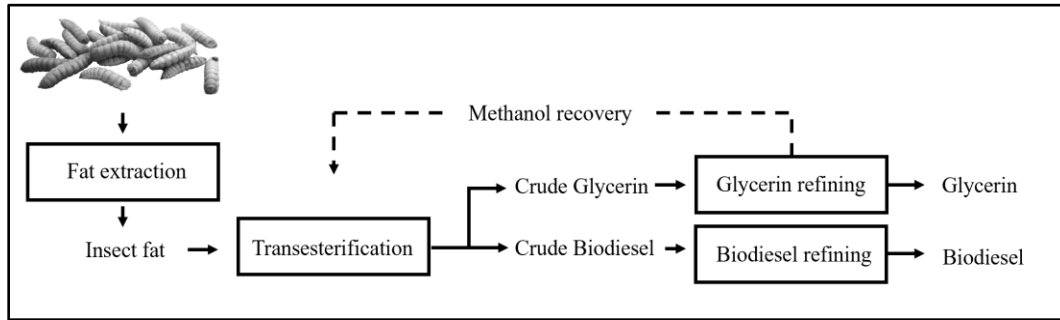 Methanol recovery
Fat extraction
Crude Glycerin
Glycerin refining
Glycerin
Insect fat
Transesterification
Crude Biodiesel
Biodiesel refining
Biodiesel